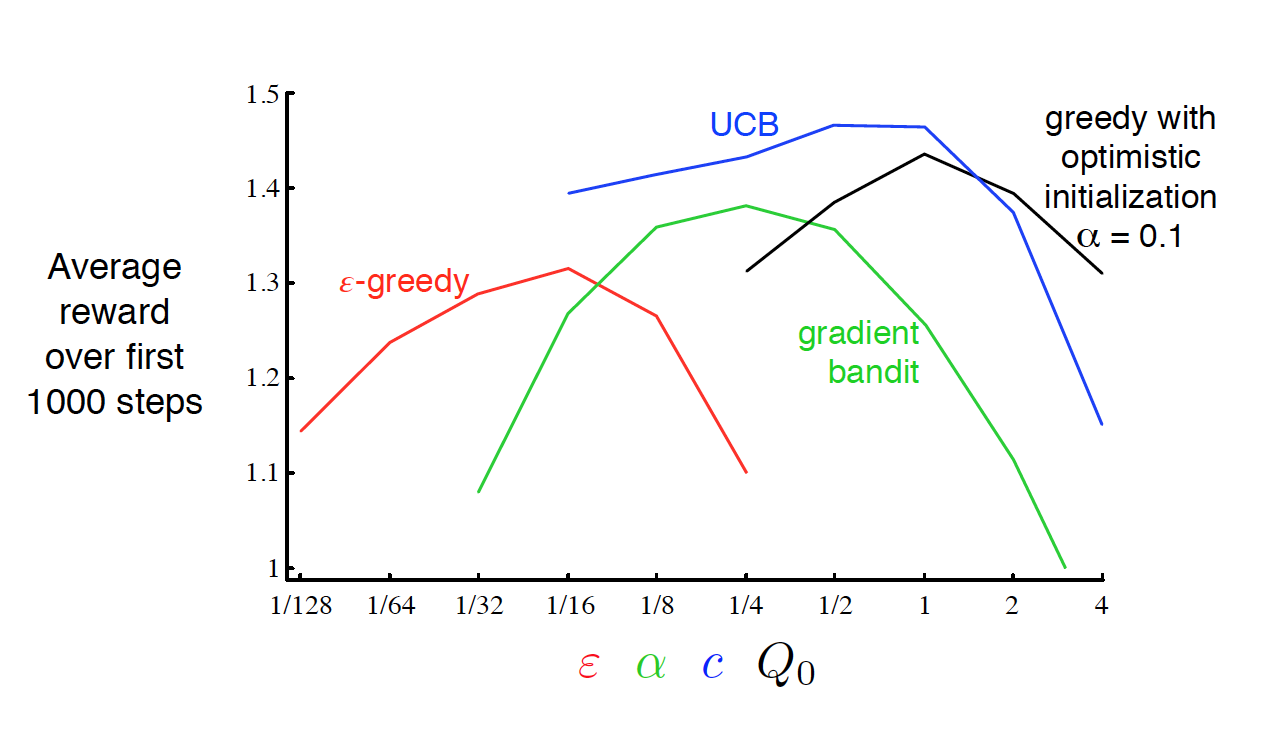 1.5
1.4
1.3
1.2
1.1
1
Average
reward
over first
1000 steps
UCB
ε-greedy
gradient
bandit
greedy with
optimistic
initialization
α = 0.1
1/128 1/64 1/32 1/16 1/8 1/4 1/2 1 2 4
ε α c Q₀